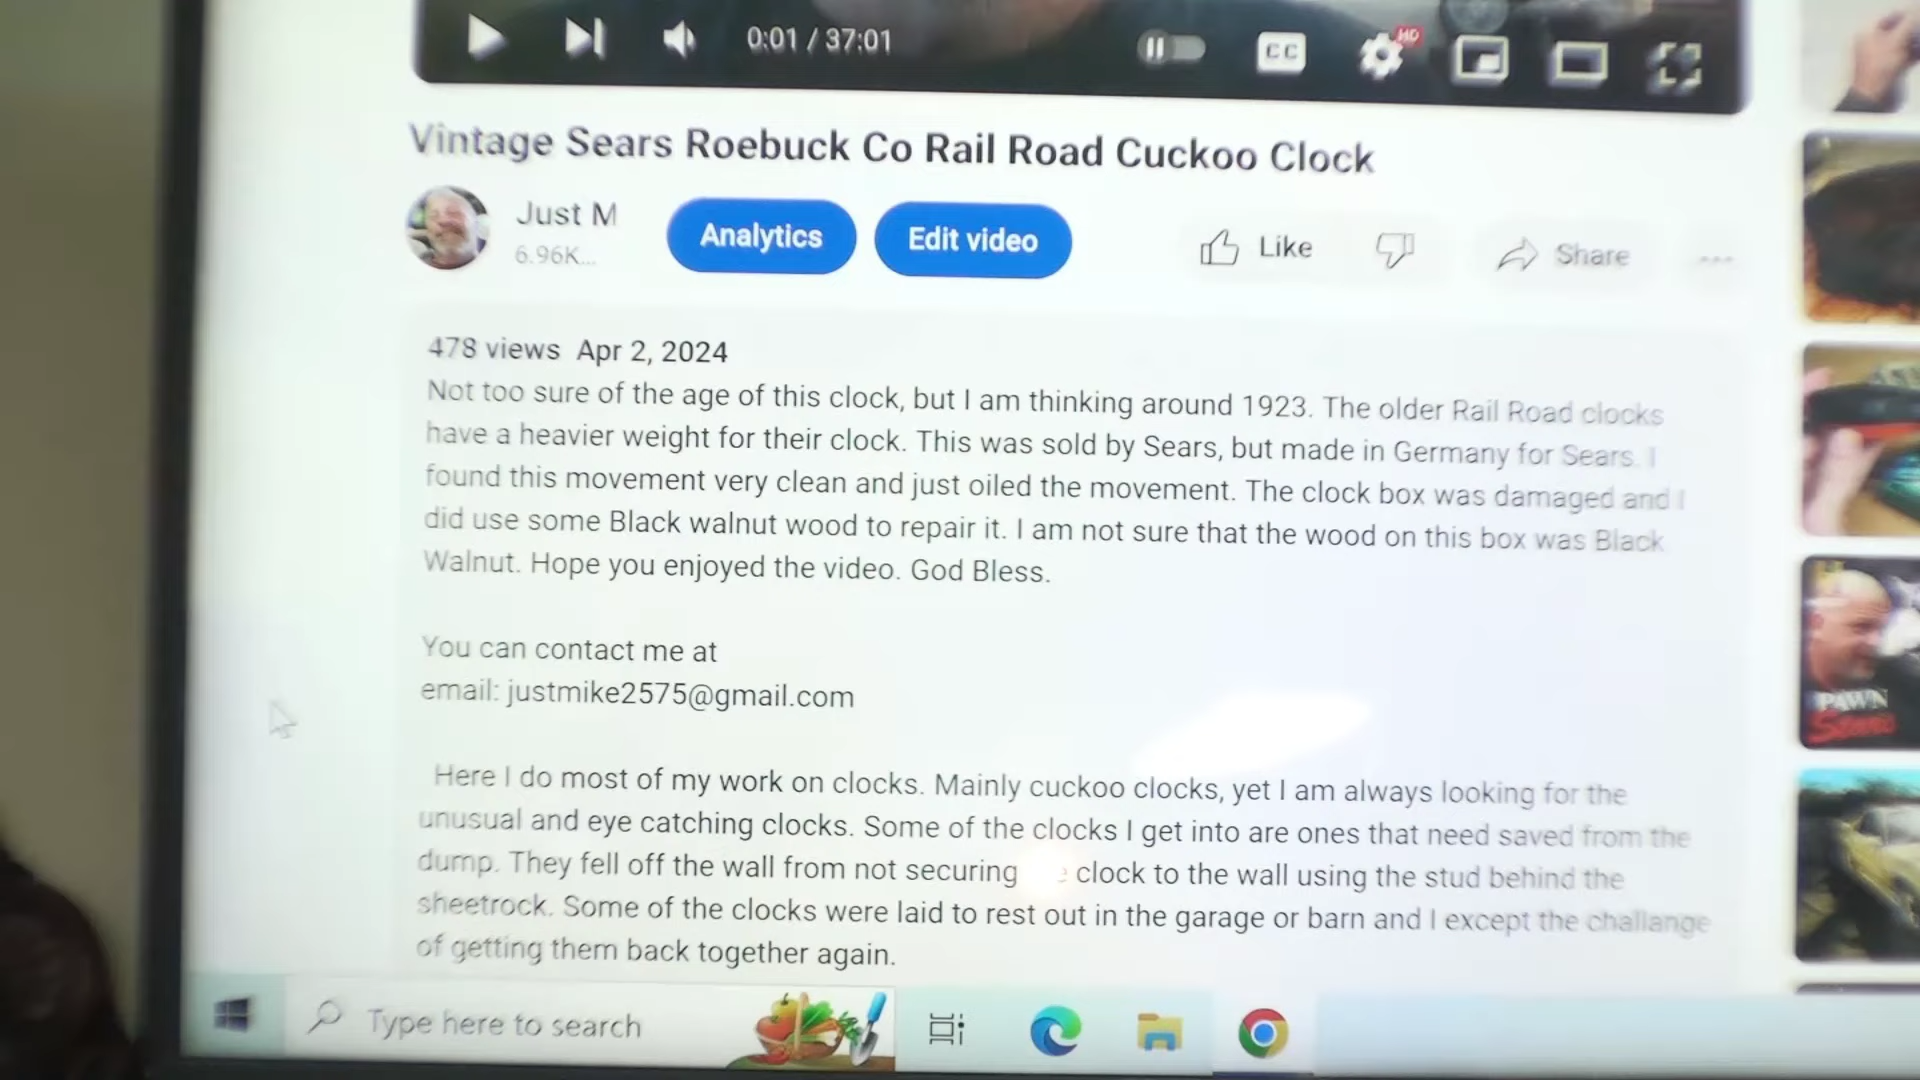 0:01 / 37:01
CC
HD
Vintage Sears Roebuck Co Rail Road Cuckoo Clock
Just M
6.96K...
Analytics
Edit video
Like
Share
478 views Apr 2, 2024
Not too sure of the age of this clock, but I am thinking around 1923. The older Rail Road clocks
have a heavier weight for their clock. This was sold by Sears, but made in Germany for Sears. I
found this movement very clean and just oiled the movement. The clock box was damaged and I
did use some Black walnut wood to repair it. I am not sure that the wood on this box was Black
Walnut. Hope you enjoyed the video. God Bless.
You can contact me at
email: justmike2575@gmail.com
Here I do most of my work on clocks. Mainly cuckoo clocks, yet I am always looking for the
unusual and eye catching clocks. Some of the clocks I get into are ones that need saved from the
dump. They fell off the wall from not securing clock to the wall using the stud behind the
sheetrock. Some of the clocks were laid to rest out in the garage or barn and I except the challange
of getting them back together again.
PAWN
Type here to search